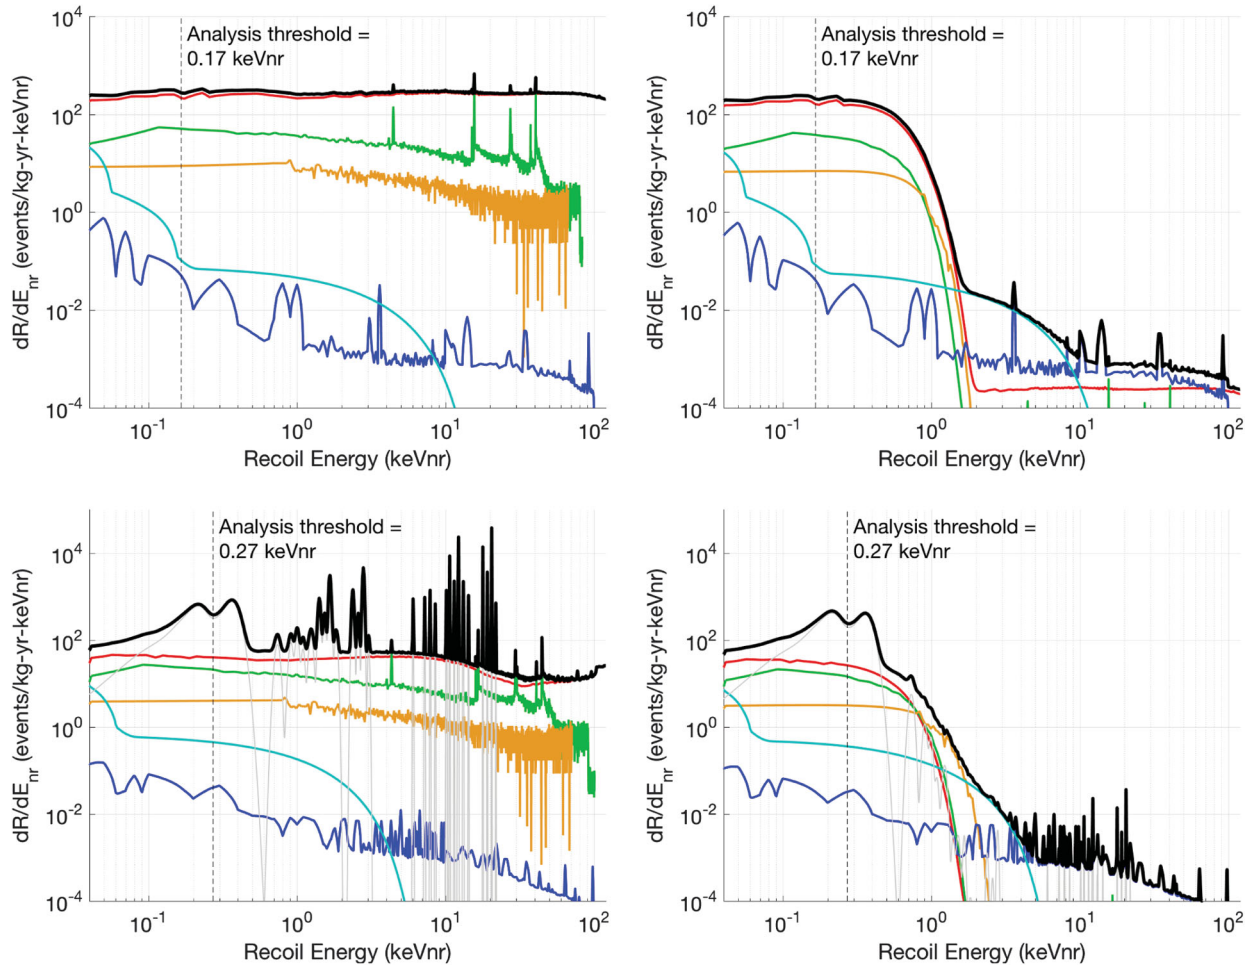 Analysis threshold =
0.17 keVnr
dR/dE_nr (events/kg-yr-keVnr)
10^4
10^2
10^0
10^-2
10^-4
10^-1 10^0 10^1 10^2
Recoil Energy (keVnr)
Analysis threshold =
0.17 keVnr
dR/dE_nr (events/kg-yr-keVnr)
10^4
10^2
10^0
10^-2
10^-4
10^-1 10^0 10^1 10^2
Recoil Energy (keVnr)
Analysis threshold =
0.27 keVnr
dR/dE_nr (events/kg-yr-keVnr)
10^4
10^2
10^0
10^-2
10^-4
10^-1 10^0 10^1 10^2
Recoil Energy (keVnr)
Analysis threshold =
0.27 keVnr
dR/dE_nr (events/kg-yr-keVnr)
10^4
10^2
10^0
10^-2
10^-4
10^-1 10^0 10^1 10^2
Recoil Energy (keVnr)